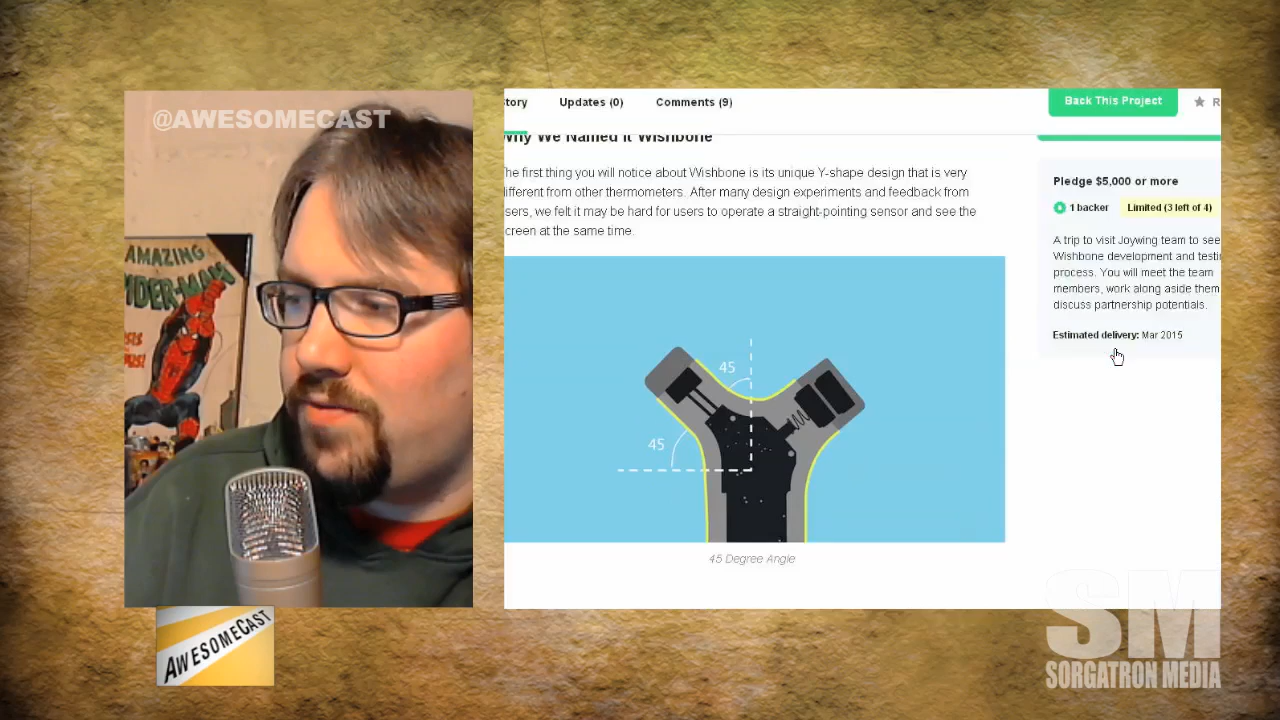 @AWESOMECAST
AMAZING
AWESOMECAST
tory Updates (0) Comments (9)
Back This Project
Why We Named it Wishbone
The first thing you will notice about Wishbone is its unique Y-shape design that is very
different from other thermometers. After many design experiments and feedback from
sers, we felt it may be hard for users to operate a straight-pointing sensor and see the
creen at the same time.
45
45
45 Degree Angle
Pledge $5,000 or more
1 backer Limited (3 left of 4)
A trip to visit Joywing team to see
Wishbone development and testi
process. You will meet the team
members, work along aside them
discuss partnership potentials.
Estimated delivery: Mar 2015
SM
SORGATRON MEDIA